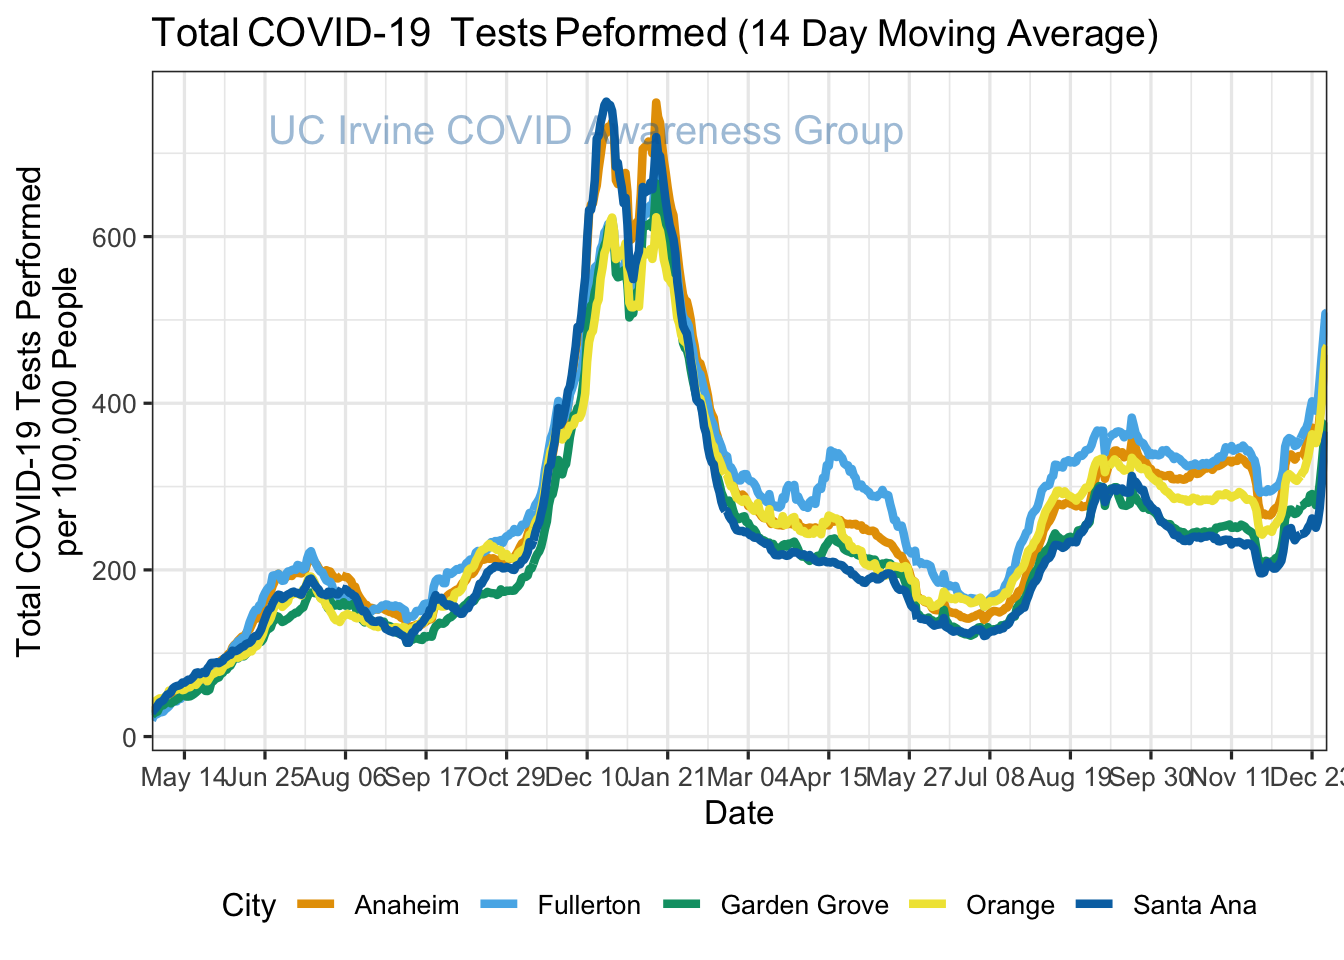 Total COVID-19 Tests Peformed (14 Day Moving Average)
UC Irvine COVID Awareness Group
Total COVID-19 Tests Performed
per 100,000 People
600
400
200
0
May 14 Jun 25 Aug 06 Sep 17 Oct 29 Dec 10 Jan 21 Mar 04 Apr 15 May 27 Jul 08 Aug 19 Sep 30 Nov 11 Dec 23
Date
City Anaheim Fullerton Garden Grove Orange Santa Ana